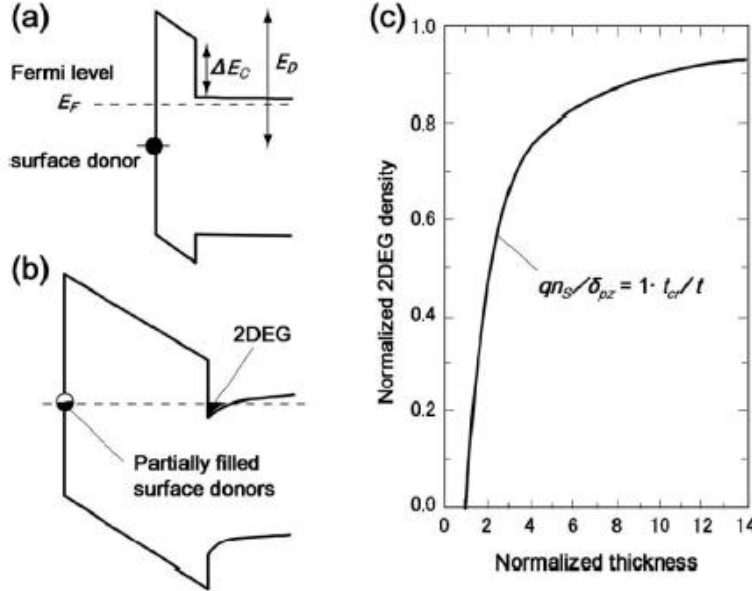 (a)
E_D
ΔE_C
Fermi level
E_F
surface donor
(b)
2DEG
Partially filled
surface donors
(c)
1.0
0.8
0.6
0.4
0.2
0.0
Normalized 2DEG density
qn_S/δ_pz = 1· t_cr/t
0 2 4 6 8 10 12 14
Normalized thickness